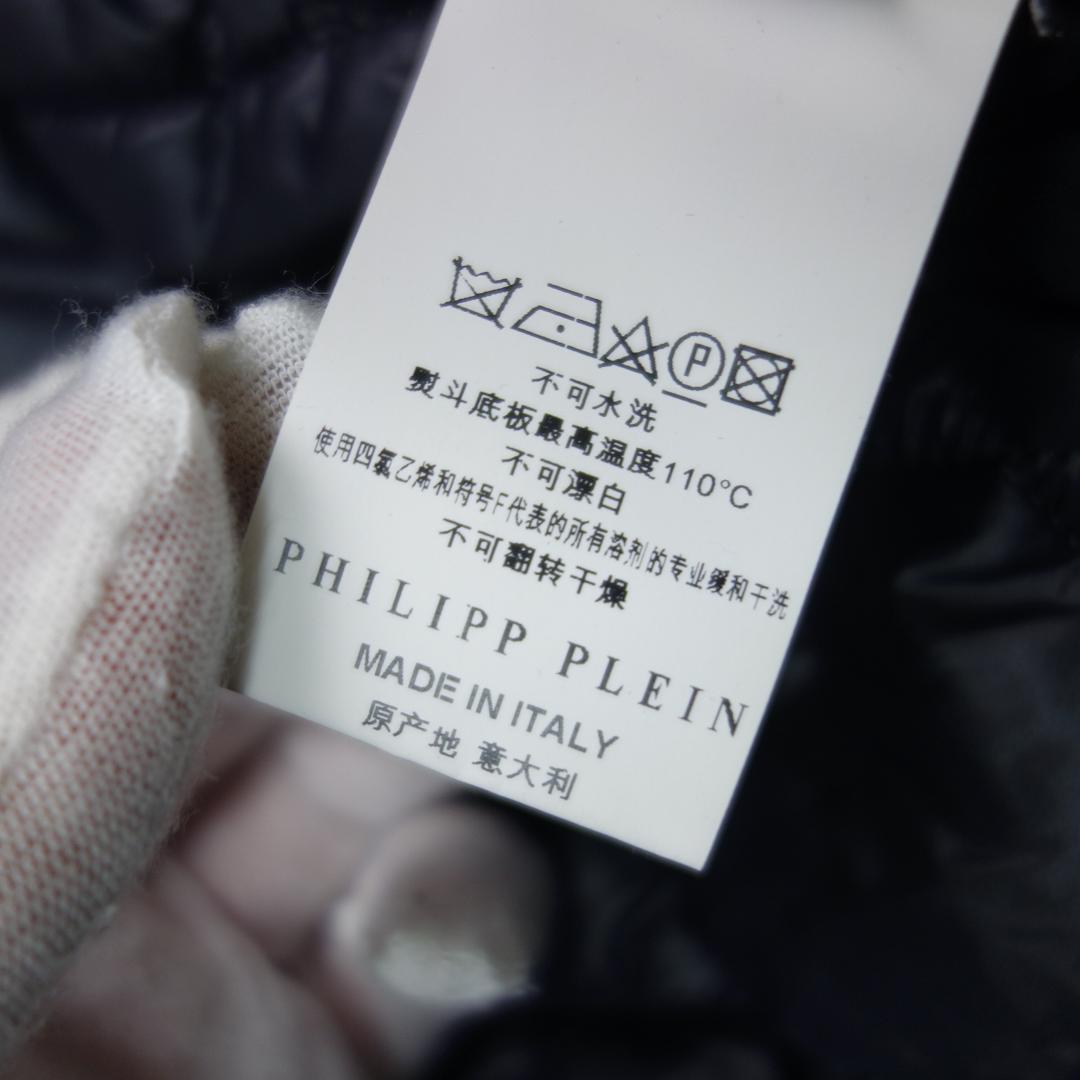 P
不可水洗
熨斗底板最高温度110°C
不可漂白
使用四氯乙烯和符号F代表的所有溶剂的专业缓和干洗
不可翻转干燥
PHILIPP PLEIN
MADE IN ITALY
原产地 意大利